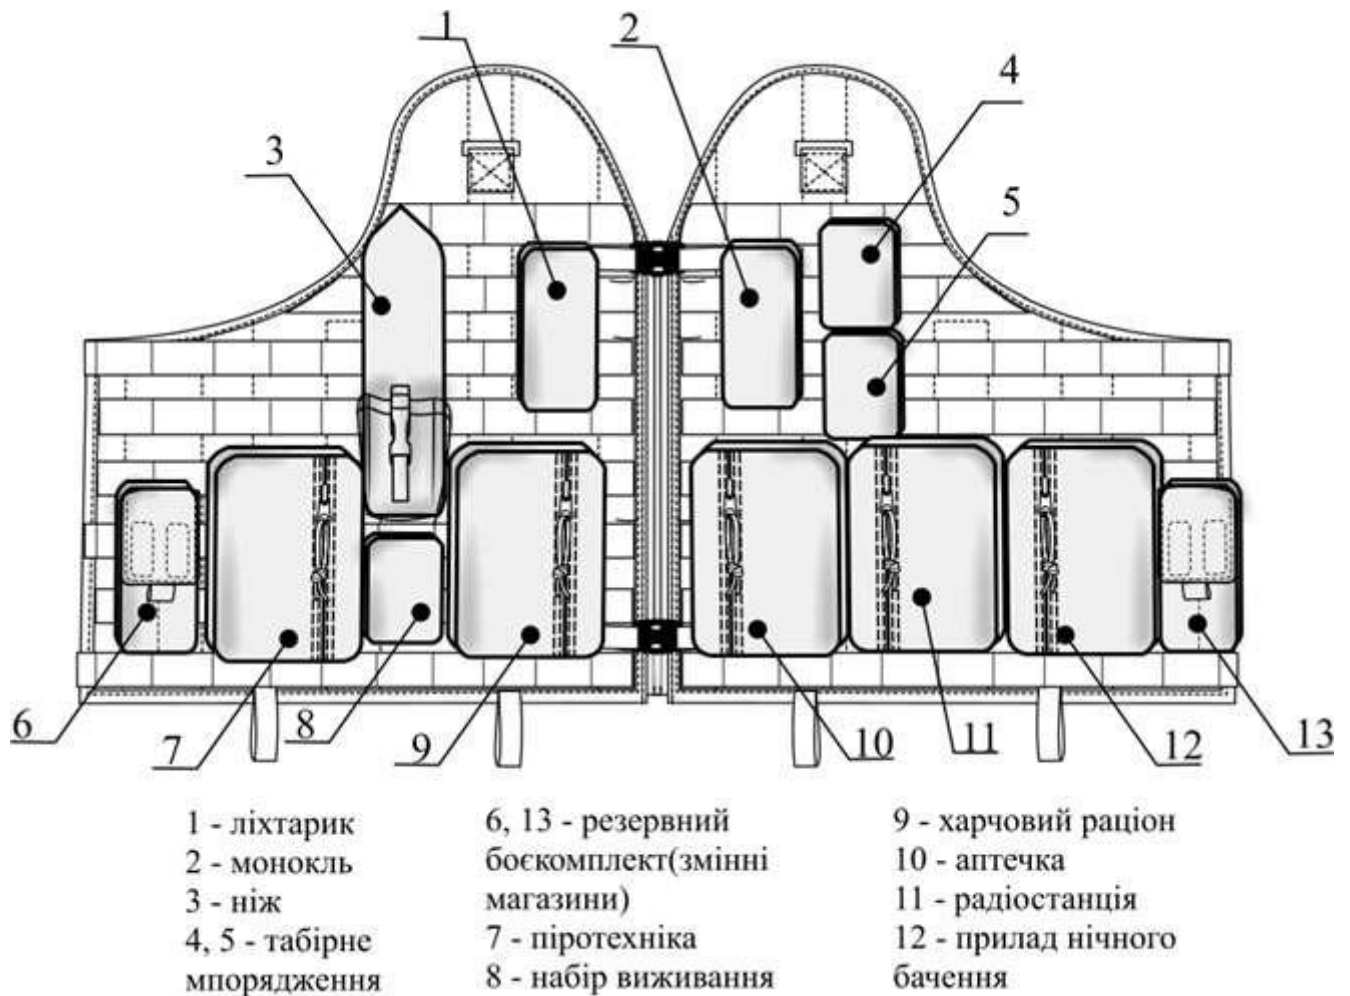 1
2
4
3
5
6
7
8
9
10
11
12
13
1 - ліхтарик
2 - монокль
3 - ніж
4, 5 - табірне
мпорядження
6, 13 - резервний
боєкомплект(змінні
магазини)
7 - піротехніка
8 - набір виживання
9 - харчовий раціон
10 - аптечка
11 - радіостанція
12 - прилад нічного
бачення